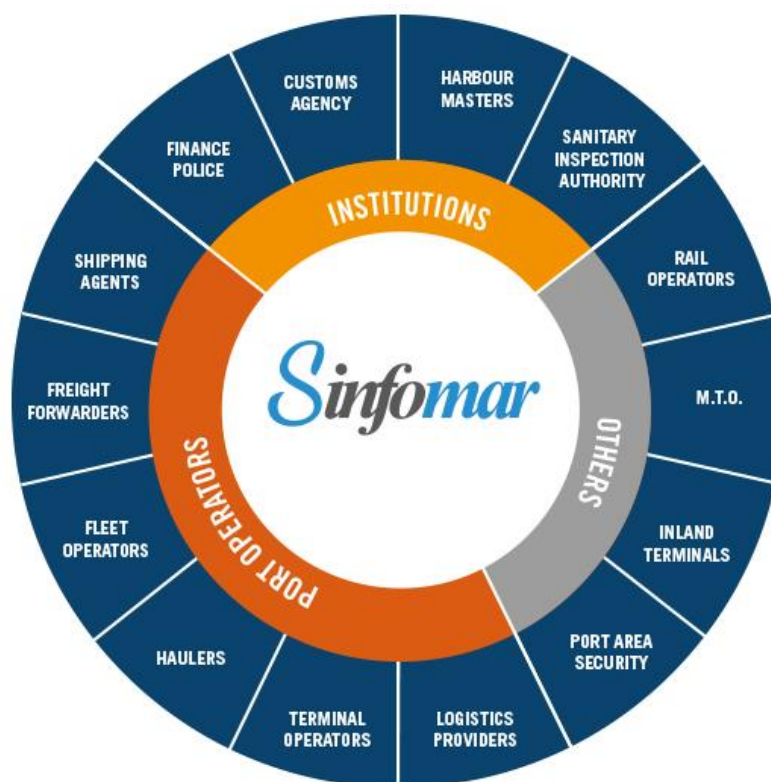 CUSTOMS
AGENCY
HARBOUR
MASTERS
SANITARY
INSPECTION
AUTHORITY
RAIL
OPERATORS
M.T.O.
INLAND
TERMINALS
PORT AREA
SECURITY
LOGISTICS
PROVIDERS
TERMINAL
OPERATORS
HAULERS
FLEET
OPERATORS
FREIGHT
FORWARDERS
SHIPPING
AGENTS
FINANCE
POLICE
INSTITUTIONS
OTHERS
PORT OPERATORS
Sinfomar